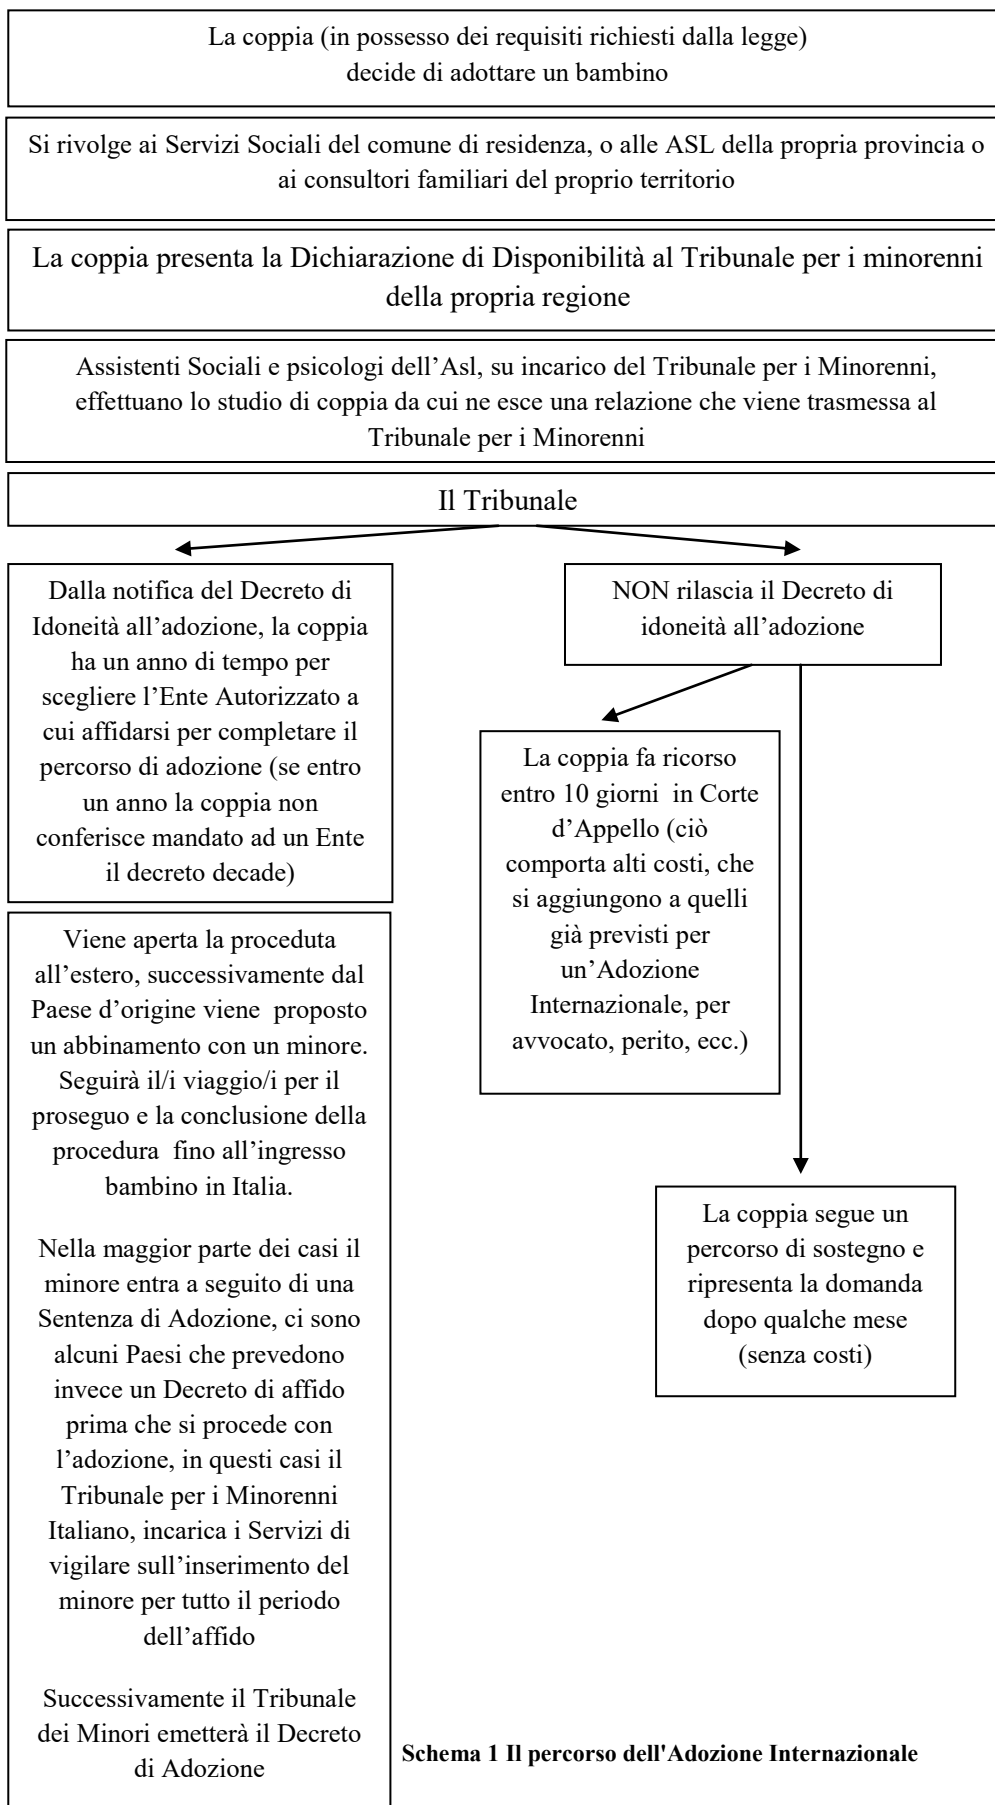 La coppia (in possesso dei requisiti richiesti dalla legge)
decide di adottare un bambino
Si rivolge ai Servizi Sociali del comune di residenza, o alle ASL della propria provincia o
ai consultori familiari del proprio territorio
La coppia presenta la Dichiarazione di Disponibilità al Tribunale per i minorenni
della propria regione
Assistenti Sociali e psicologi dell'Asl, su incarico del Tribunale per i Minorenni,
effettuano lo studio di coppia da cui ne esce una relazione che viene trasmessa al
Tribunale per i Minorenni
Il Tribunale
Dalla notifica del Decreto di
Idoneità all'adozione, la coppia
ha un anno di tempo per
scegliere l'Ente Autorizzato a
cui affidarsi per completare il
percorso di adozione (se entro
un anno la coppia non
conferisce mandato ad un Ente
il decreto decade)
NON rilascia il Decreto di
idoneità all'adozione
La coppia fa ricorso
entro 10 giorni  in Corte
d'Appello (ciò
comporta alti costi, che
si aggiungono a quelli
già previsti per
un'Adozione
Internazionale, per
avvocato, perito, ecc.)
Viene aperta la proceduta
all'estero, successivamente dal
Paese d'origine viene  proposto
un abbinamento con un minore.
Seguirà il/i viaggio/i per il
proseguo e la conclusione della
procedura  fino all'ingresso
bambino in Italia.
Nella maggior parte dei casi il
minore entra a seguito di una
Sentenza di Adozione, ci sono
alcuni Paesi che prevedono
invece un Decreto di affido
prima che si procede con
l'adozione, in questi casi il
Tribunale per i Minorenni
Italiano, incarica i Servizi di
vigilare sull'inserimento del
minore per tutto il periodo
dell'affido
Successivamente il Tribunale
dei Minori emetterà il Decreto
di Adozione
La coppia segue un
percorso di sostegno e
ripresenta la domanda
dopo qualche mese
(senza costi)
Schema 1 Il percorso dell'Adozione Internazionale